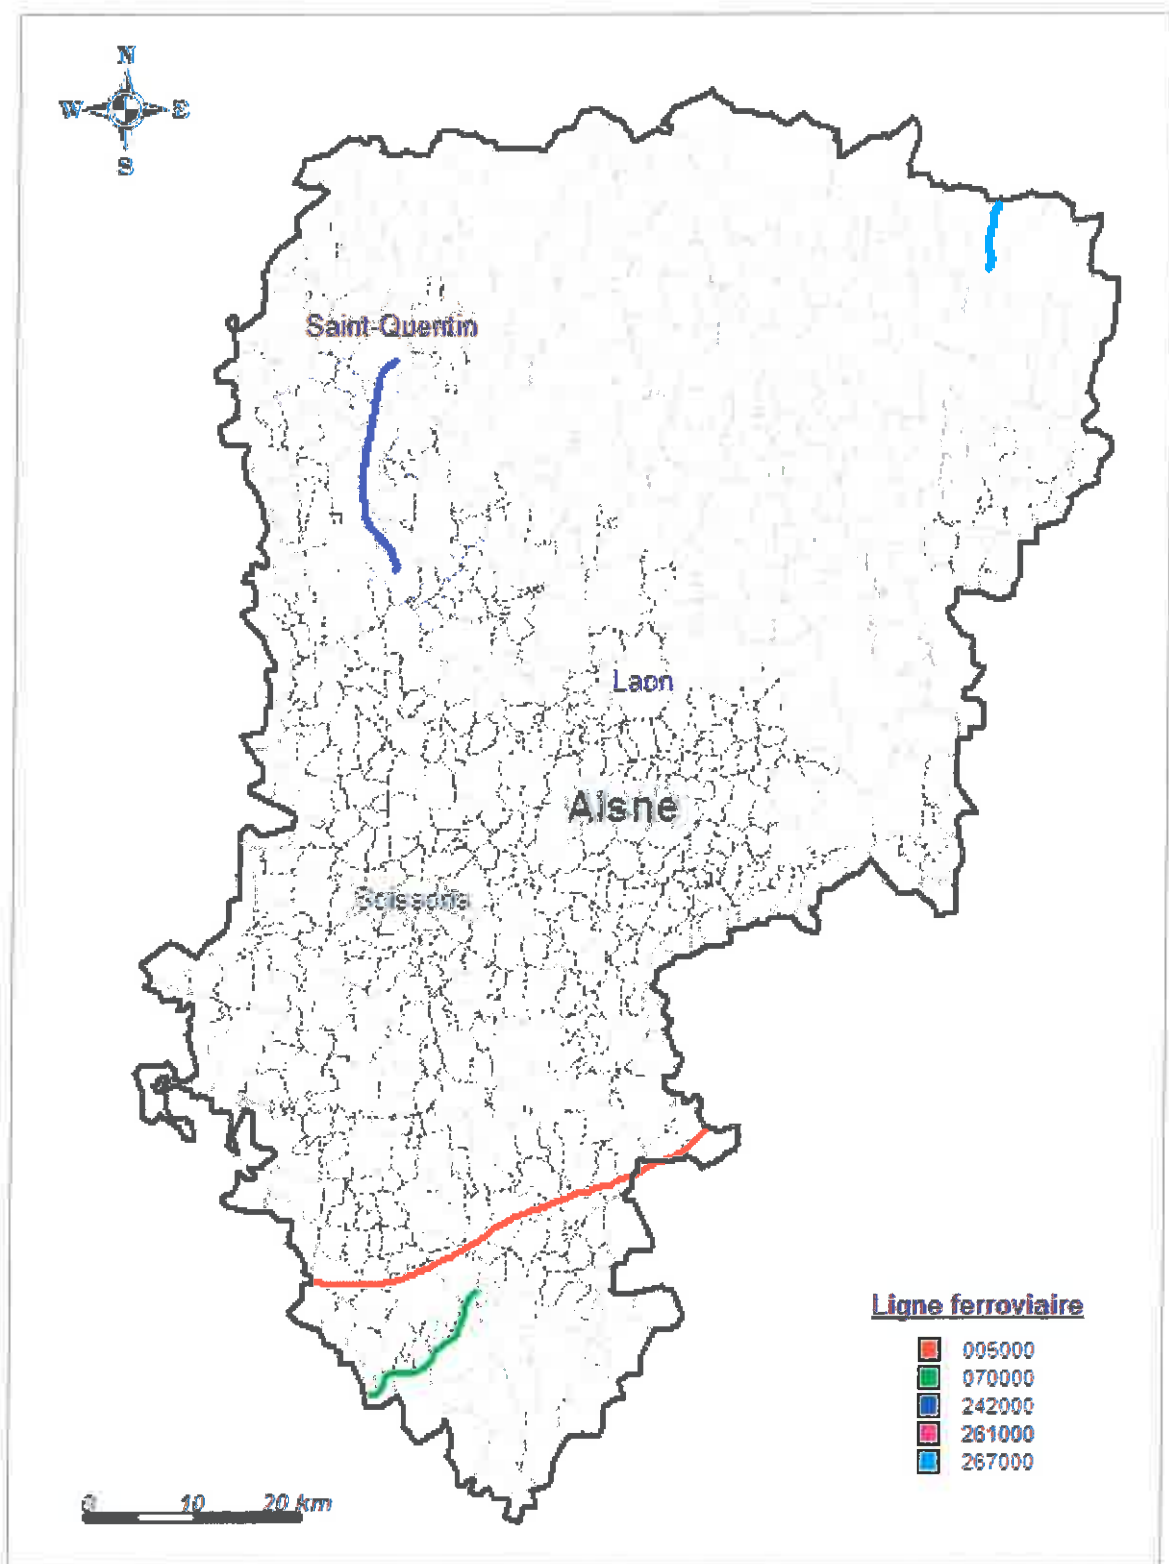 N
W E
S
Saint-Quentin
Laon
Aisne
Soissons
Ligne ferroviaire
005000
070000
242000
261000
267000
0 10 20 km